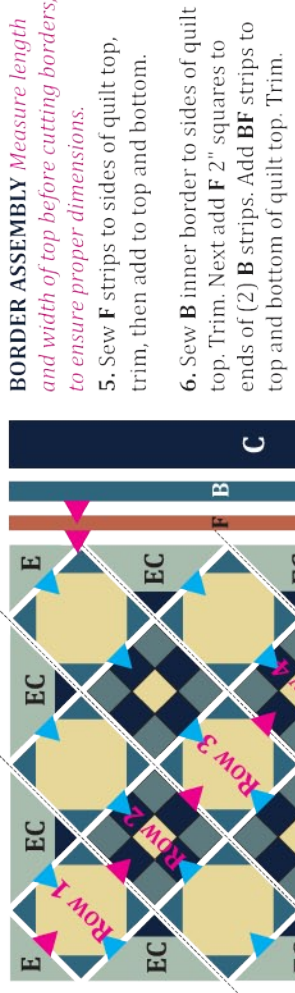 BORDER ASSEMBLY Measure length
and width of top before cutting borders,
to ensure proper dimensions.
5. Sew F strips to sides of quilt top,
trim, then add to top and bottom.
6. Sew B inner border to sides of quilt
top. Trim. Next add F 2" squares to
ends of (2) B strips. Add BF strips to
top and bottom of quilt top. Trim.
E
EC
EC
E
Row 1
Row 2
Row 3
EC
EC
F
B
C